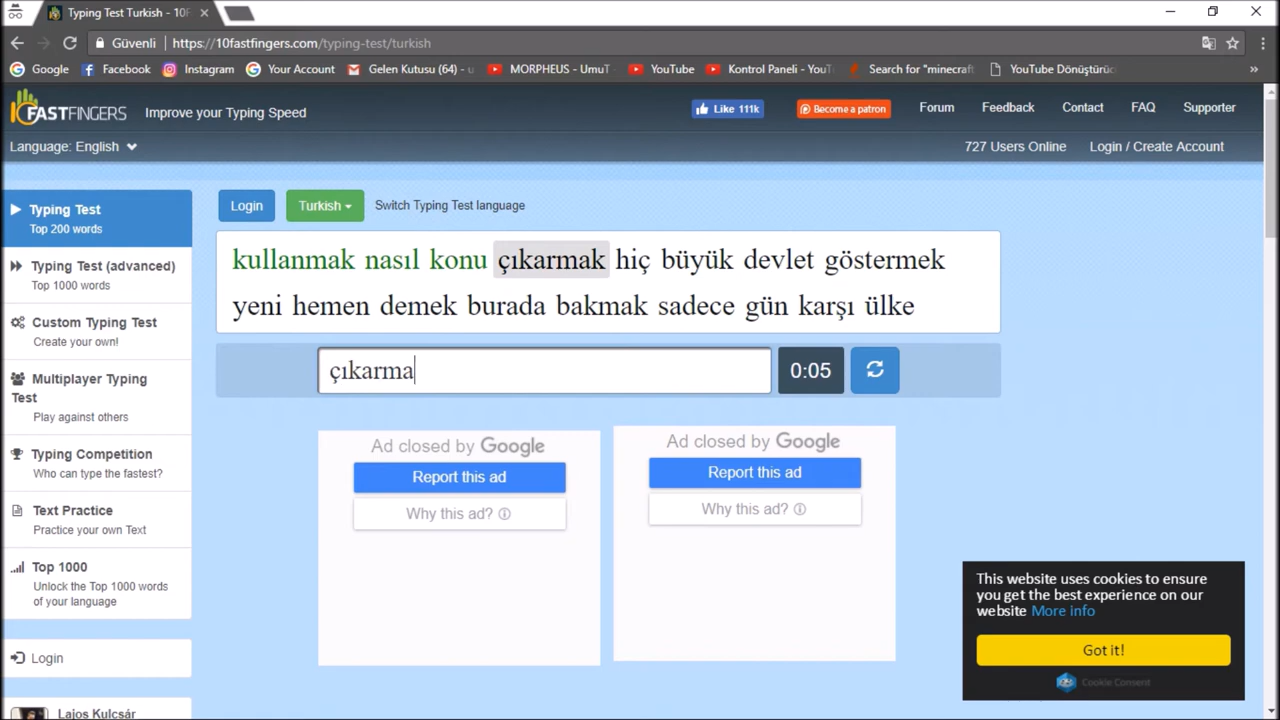 Typing Test Turkish - 10F
Güvenli https://10fastfingers.com/typing-test/turkish
Google Facebook Instagram Your Account Gelen Kutusu (64) - u MORPHEUS - UmuT YouTube Kontrol Paneli - YouT Search for "minecraft YouTube Dönüştürüc »
10FASTFINGERS Improve your Typing Speed Like 111k Become a patron Forum Feedback Contact FAQ Supporter
Language: English 727 Users Online Login / Create Account
Typing Test
Top 200 words
Typing Test (advanced)
Top 1000 words
Custom Typing Test
Create your own!
Multiplayer Typing
Test
Play against others
Typing Competition
Who can type the fastest?
Text Practice
Practice your own Text
Top 1000
Unlock the Top 1000 words
of your language
Login
Lajos Kulcsár
Login Turkish Switch Typing Test language
kullanmak nasıl konu çıkarmak hiç büyük devlet göstermek
yeni hemen demek burada bakmak sadece gün karşı ülke
çıkarma 0:05
Ad closed by Google
Report this ad
Why this ad?
Ad closed by Google
Report this ad
Why this ad?
This website uses cookies to ensure
you get the best experience on our
website More info
Got it!
Cookie Consent